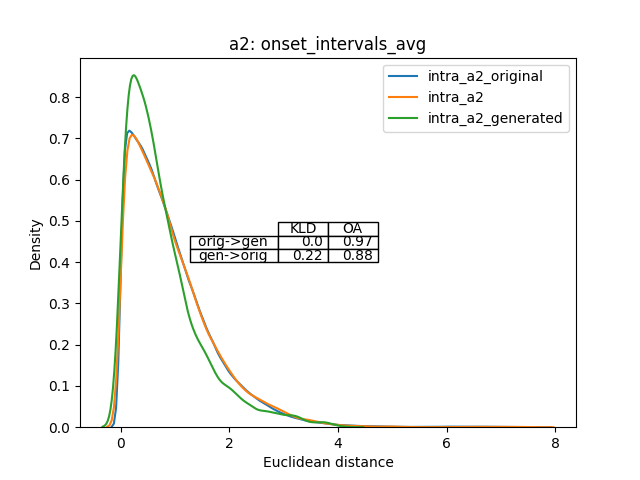 a2: onset_intervals_avg
intra_a2_original
intra_a2
intra_a2_generated
KLD OA
orig->gen 0.0 0.97
gen->orig 0.22 0.88
Density
0.8
0.7
0.6
0.5
0.4
0.3
0.2
0.1
0.0
0 2 4 6 8
Euclidean distance